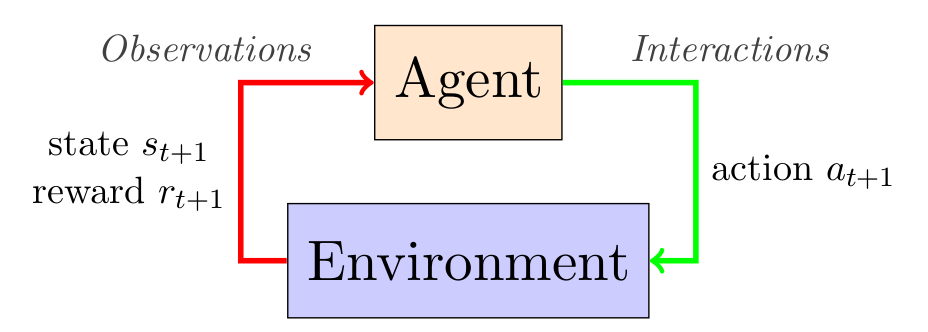 Observations
Interactions
Agent
state s_{t+1}
reward r_{t+1}
action a_{t+1}
Environment